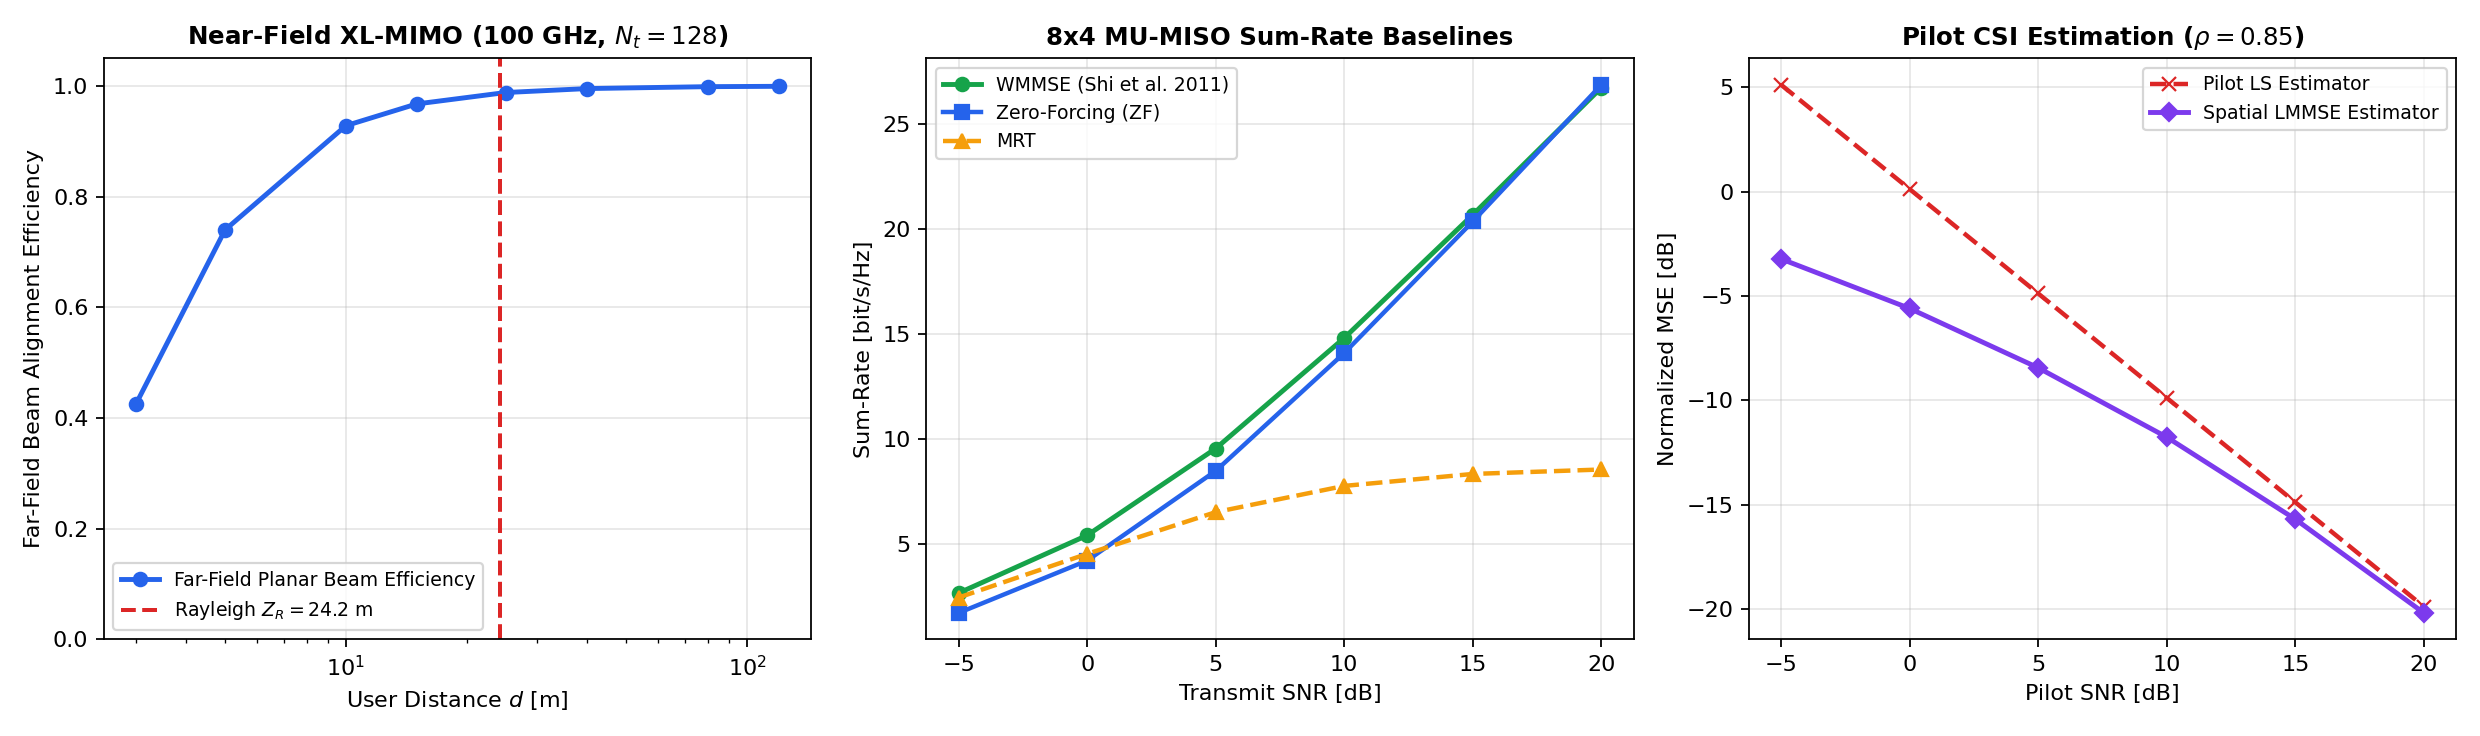 Near-Field XL-MIMO (100 GHz, $N_t = 128$)
Far-Field Beam Alignment Efficiency
1.0
0.8
0.6
0.4
0.2
0.0
Far-Field Planar Beam Efficiency
Rayleigh $Z_R = 24.2$ m
10¹
10²
User Distance d [m]
8x4 MU-MISO Sum-Rate Baselines
Sum-Rate [bit/s/Hz]
25
20
15
10
5
WMMSE (Shi et al. 2011)
Zero-Forcing (ZF)
MRT
−5
0
5
10
15
20
Transmit SNR [dB]
Pilot CSI Estimation (ρ = 0.85)
Normalized MSE [dB]
5
0
−5
−10
−15
−20
Pilot LS Estimator
Spatial LMMSE Estimator
−5
0
5
10
15
20
Pilot SNR [dB]